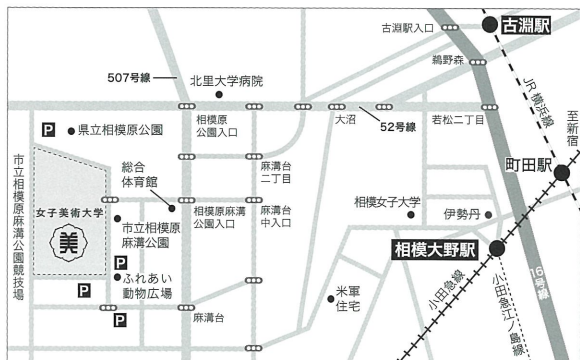 古淵駅入口
古淵駅
鵜野森
507号線
北里大学病院
JR横浜線
至新宿
P
県立相模原公園
相模原
公園入口
大沼
52号線
若松二丁目
町田駅
総合
体育館
麻溝台
二丁目
市立相模原麻溝公園競技場
女子美術大学
美
市立相模原
麻溝公園
相模原麻溝
公園入口
麻溝台
中入口
相模女子大学
伊勢丹
相模大野駅
P
ふれあい
動物広場
P
P
麻溝台
米軍
住宅
小田急線
小田急江ノ島線
16号線